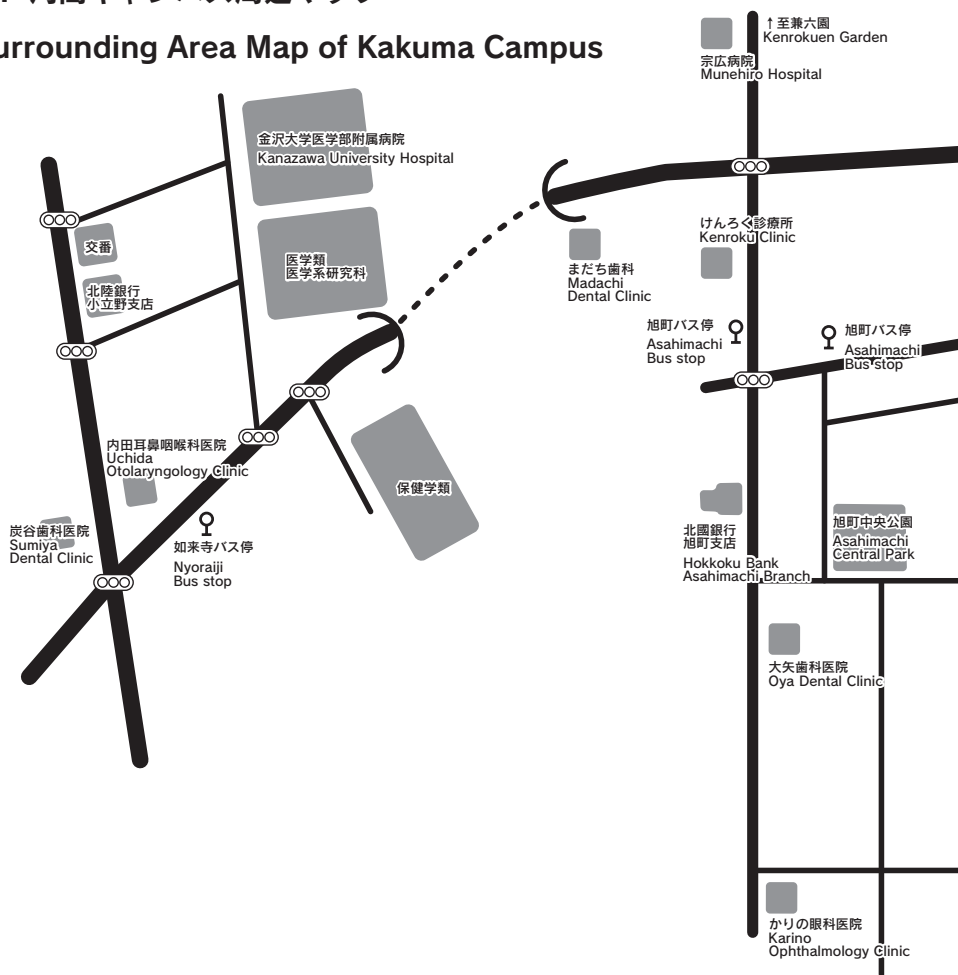 urrounding Area Map of Kakuma Campus
↑至兼六園
Kenrokuen Garden
宗広病院
Munehiro Hospital
金沢大学医学部附属病院
Kanazawa University Hospital
けんろく診療所
Kenroku Clinic
交番
医学類
医学系研究科
まだち歯科
Madachi
Dental Clinic
北陸銀行
小立野支店
旭町バス停
Asahimachi
Bus stop
旭町バス停
Asahimachi
Bus stop
内田耳鼻咽喉科医院
Uchida
Otolaryngology Clinic
保健学類
炭谷歯科医院
Sumiya
Dental Clinic
如来寺バス停
Nyoraiji
Bus stop
北國銀行
旭町支店
Hokkoku Bank
Asahimachi Branch
旭町中央公園
Asahimachi
Central Park
大矢歯科医院
Oya Dental Clinic
かりの眼科医院
Karino
Ophthalmology Clinic